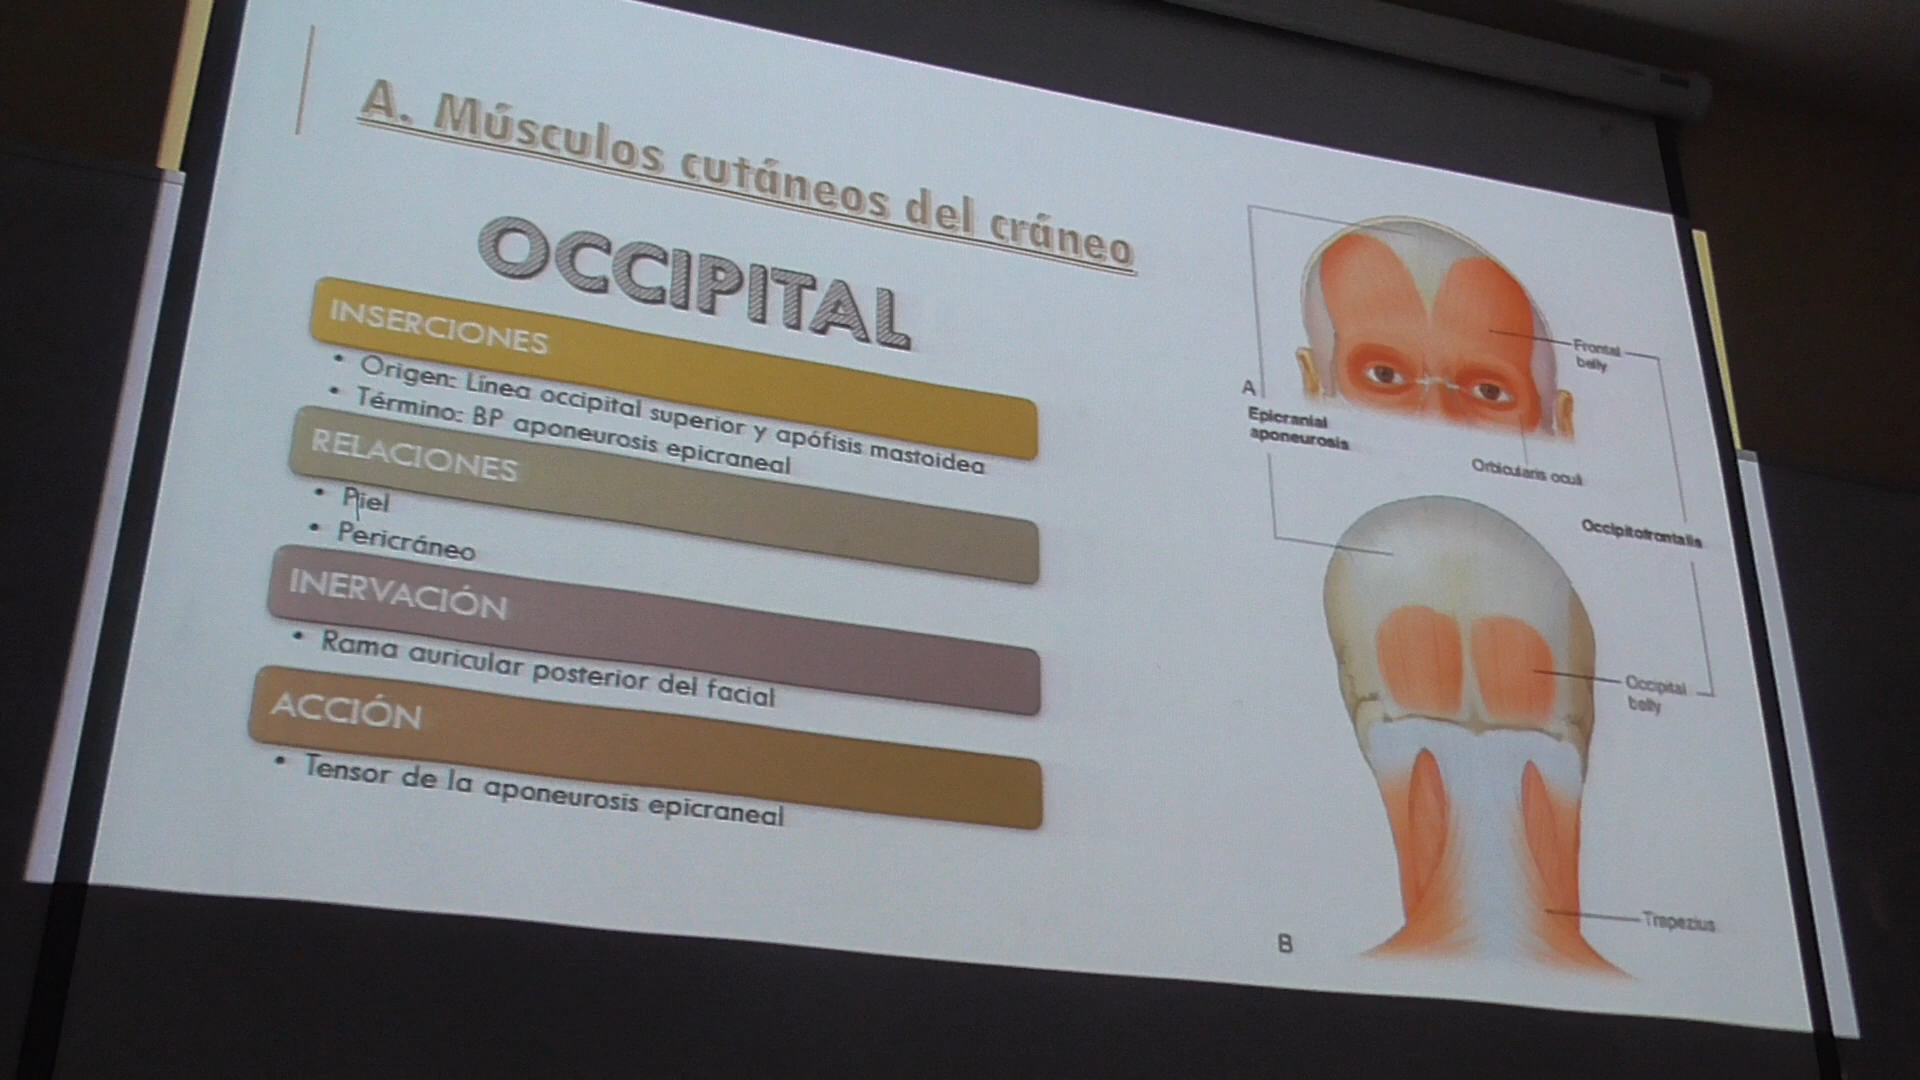 A. Músculos cutáneos del cráneo
OCCIPITAL
INSERCIONES
• Origen: Línea occipital superior y apófisis mastoidea
• Término: BP aponeurosis epicraneal
RELACIONES
• Piel
• Pericráneo
INERVACIÓN
• Rama auricular posterior del facial
ACCIÓN
• Tensor de la aponeurosis epicraneal
A
Epicranial
aponeurosis
Frontal
belly
Orbicularis oculi
Occipitofrontalis
Occipital
belly
Trapezius
B